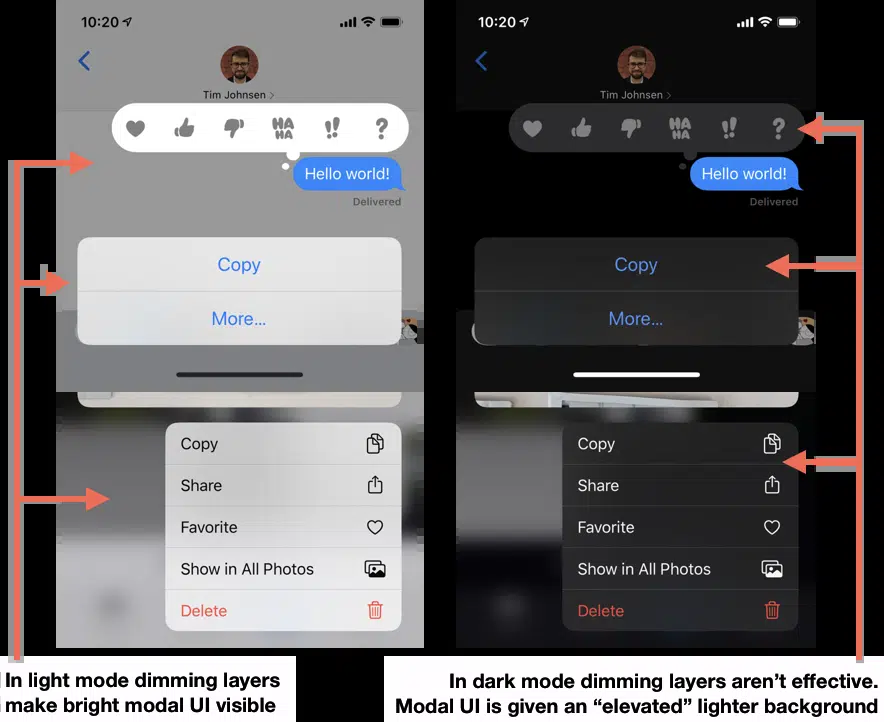 10:20
Tim Johnsen
HA HA !! ?
Hello world!
Delivered
Copy
More...
Copy
Share
Favorite
Show in All Photos
Delete
In light mode dimming layers
make bright modal UI visible
10:20
Tim Johnsen
HA HA !! ?
Hello world!
Delivered
Copy
More...
Copy
Share
Favorite
Show in All Photos
Delete
In dark mode dimming layers aren’t effective.
Modal UI is given an “elevated” lighter background